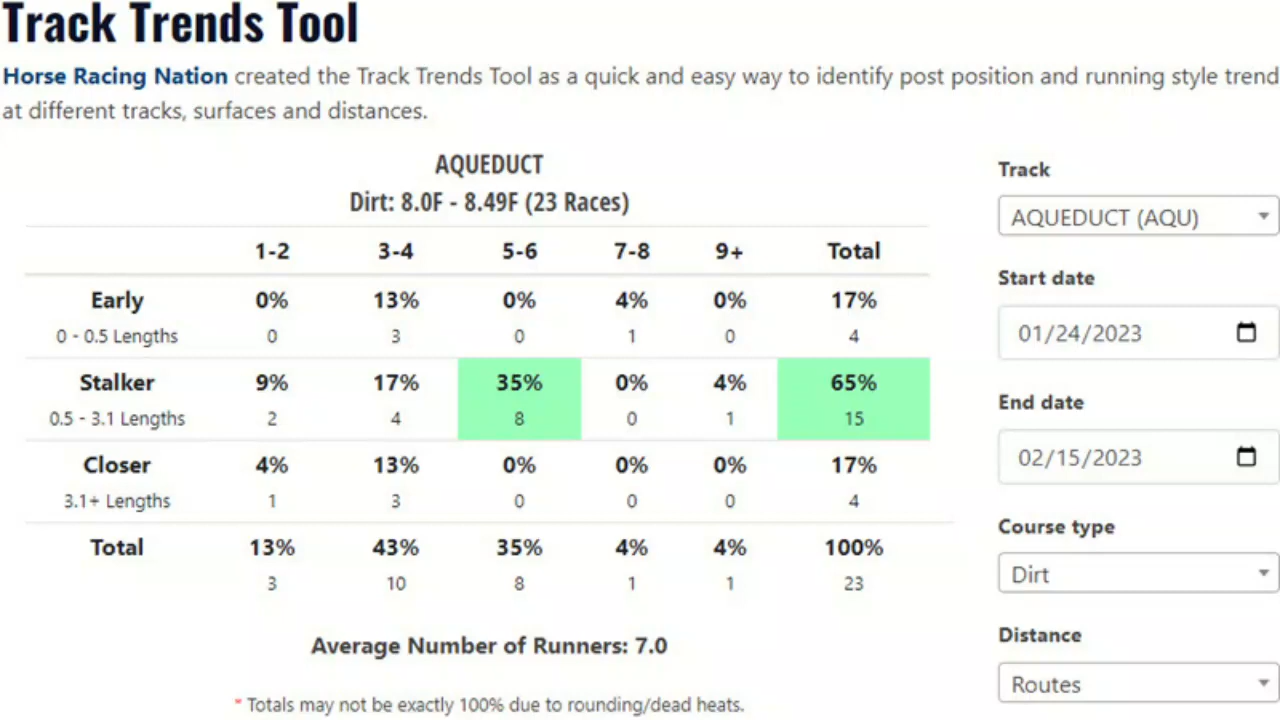 Track Trends Tool
Horse Racing Nation created the Track Trends Tool as a quick and easy way to identify post position and running style trend
at different tracks, surfaces and distances.
AQUEDUCT
Dirt: 8.0F - 8.49F (23 Races)
1-2 3-4 5-6 7-8 9+ Total
Early 0% 13% 0% 4% 0% 17%
0 - 0.5 Lengths 0 3 0 1 0 4
Stalker 9% 17% 35% 0% 4% 65%
0.5 - 3.1 Lengths 2 4 8 0 1 15
Closer 4% 13% 0% 0% 0% 17%
3.1+ Lengths 1 3 0 0 0 4
Total 13% 43% 35% 4% 4% 100%
3 10 8 1 1 23
Average Number of Runners: 7.0
* Totals may not be exactly 100% due to rounding/dead heats.
Track
AQUEDUCT (AQU)
Start date
01/24/2023
End date
02/15/2023
Course type
Dirt
Distance
Routes